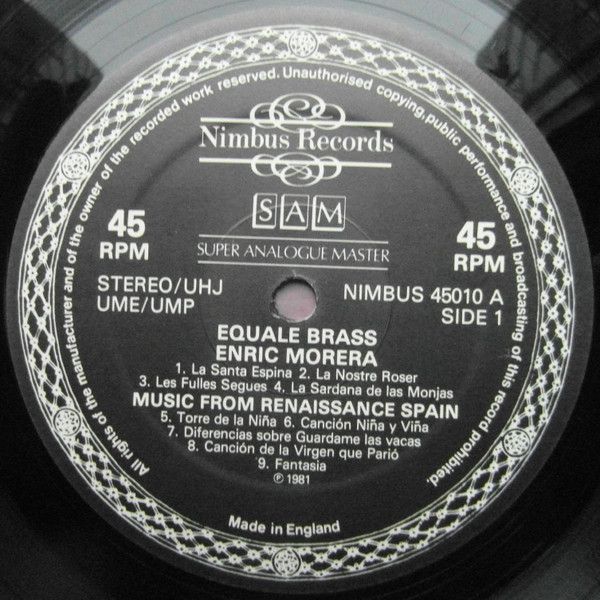 All rights of the manufacturer and of the owner of the recorded work reserved. Unauthorised copying, public performance and broadcasting of this record prohibited.
Nimbus Records
SAM
SUPER ANALOGUE MASTER
45
RPM
45
RPM
STEREO/UHJ
UME/UMP
NIMBUS 45010 A
SIDE 1
EQUALE BRASS
ENRIC MORERA
1. La Santa Espina 2. La Nostre Roser
3. Les Fulles Segues 4. La Sardana de las Monjas
MUSIC FROM RENAISSANCE SPAIN
5. Torre de la Niña 6. Canción Niña y Viña
7. Diferencias sobre Guardame las vacas
8. Canción de la Virgen que Parió
9. Fantasia
℗ 1981
Made in England